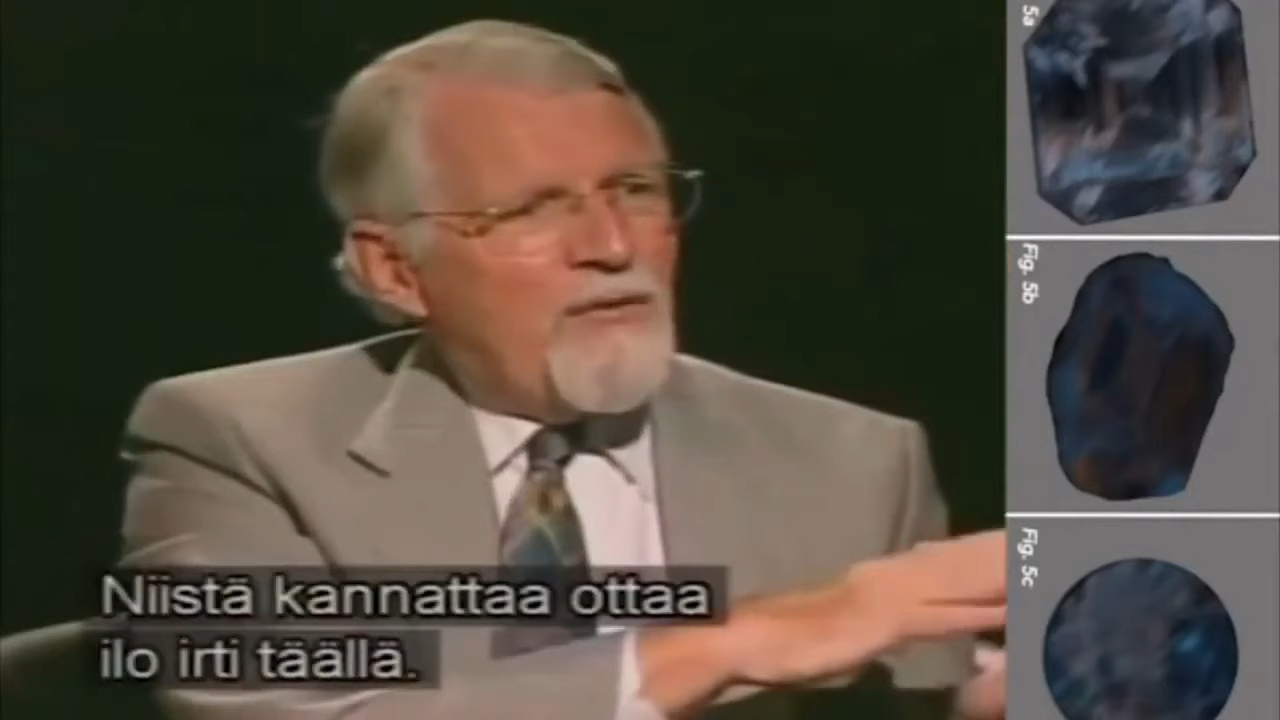 Niistä kannattaa ottaa
ilo irti täällä.
5a
Fig. 5b
Fig. 5c